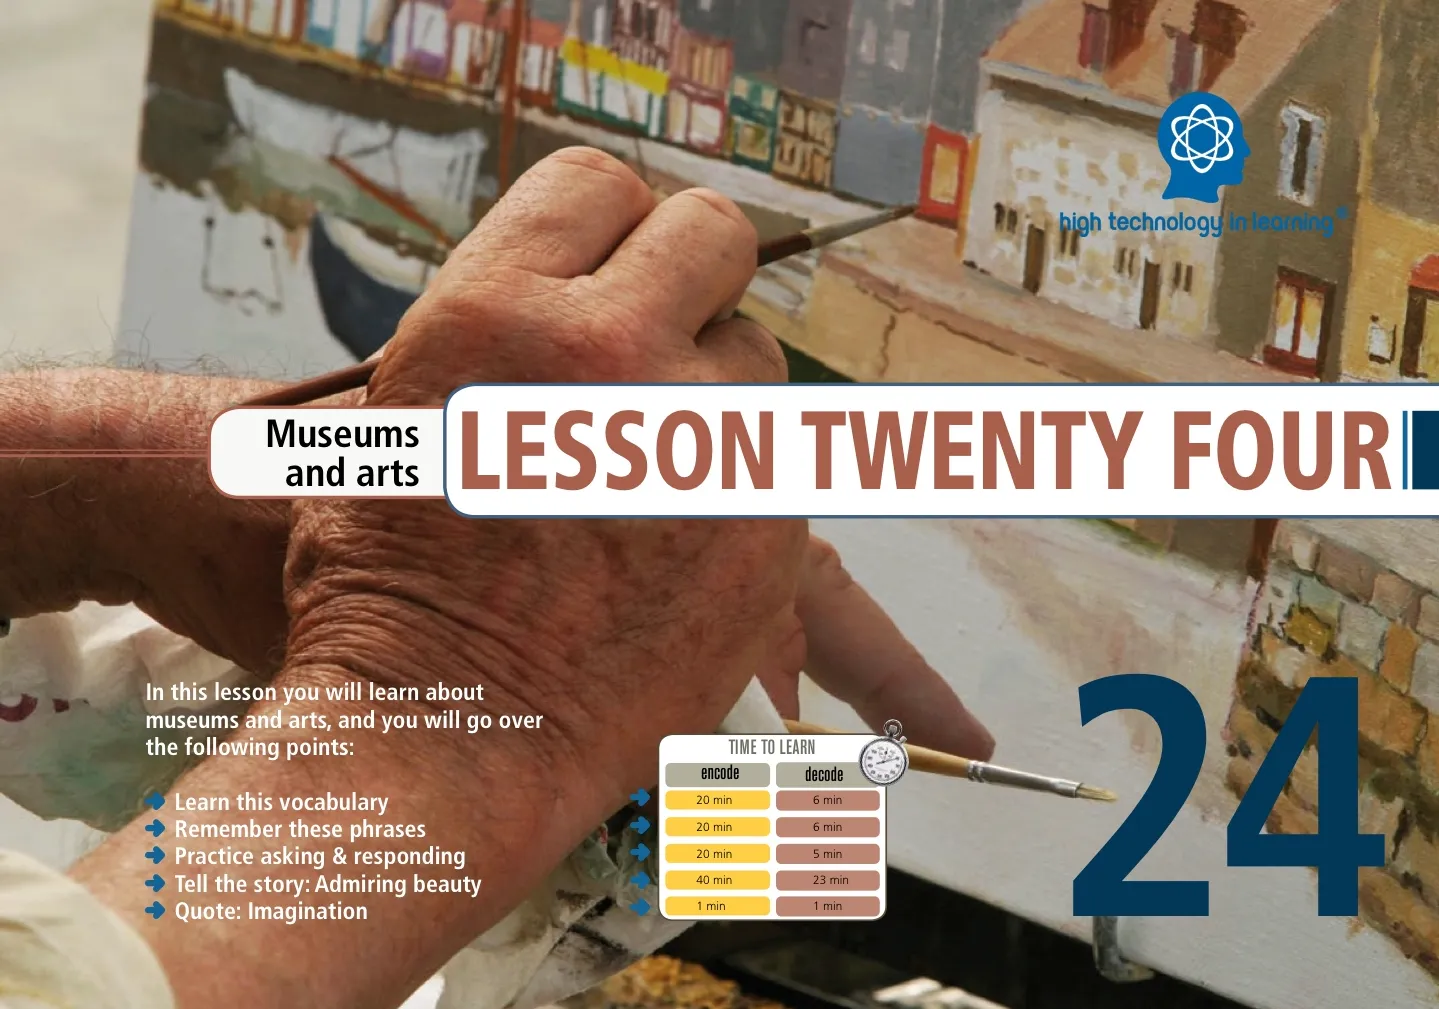 high technology in learning®
Museums
and arts
LESSON TWENTY FOUR
In this lesson you will learn about
museums and arts, and you will go over
the following points:
Learn this vocabulary
Remember these phrases
Practice asking & responding
Tell the story: Admiring beauty
Quote: Imagination
TIME TO LEARN
encode decode
20 min 6 min
20 min 6 min
20 min 5 min
40 min 23 min
1 min 1 min
24